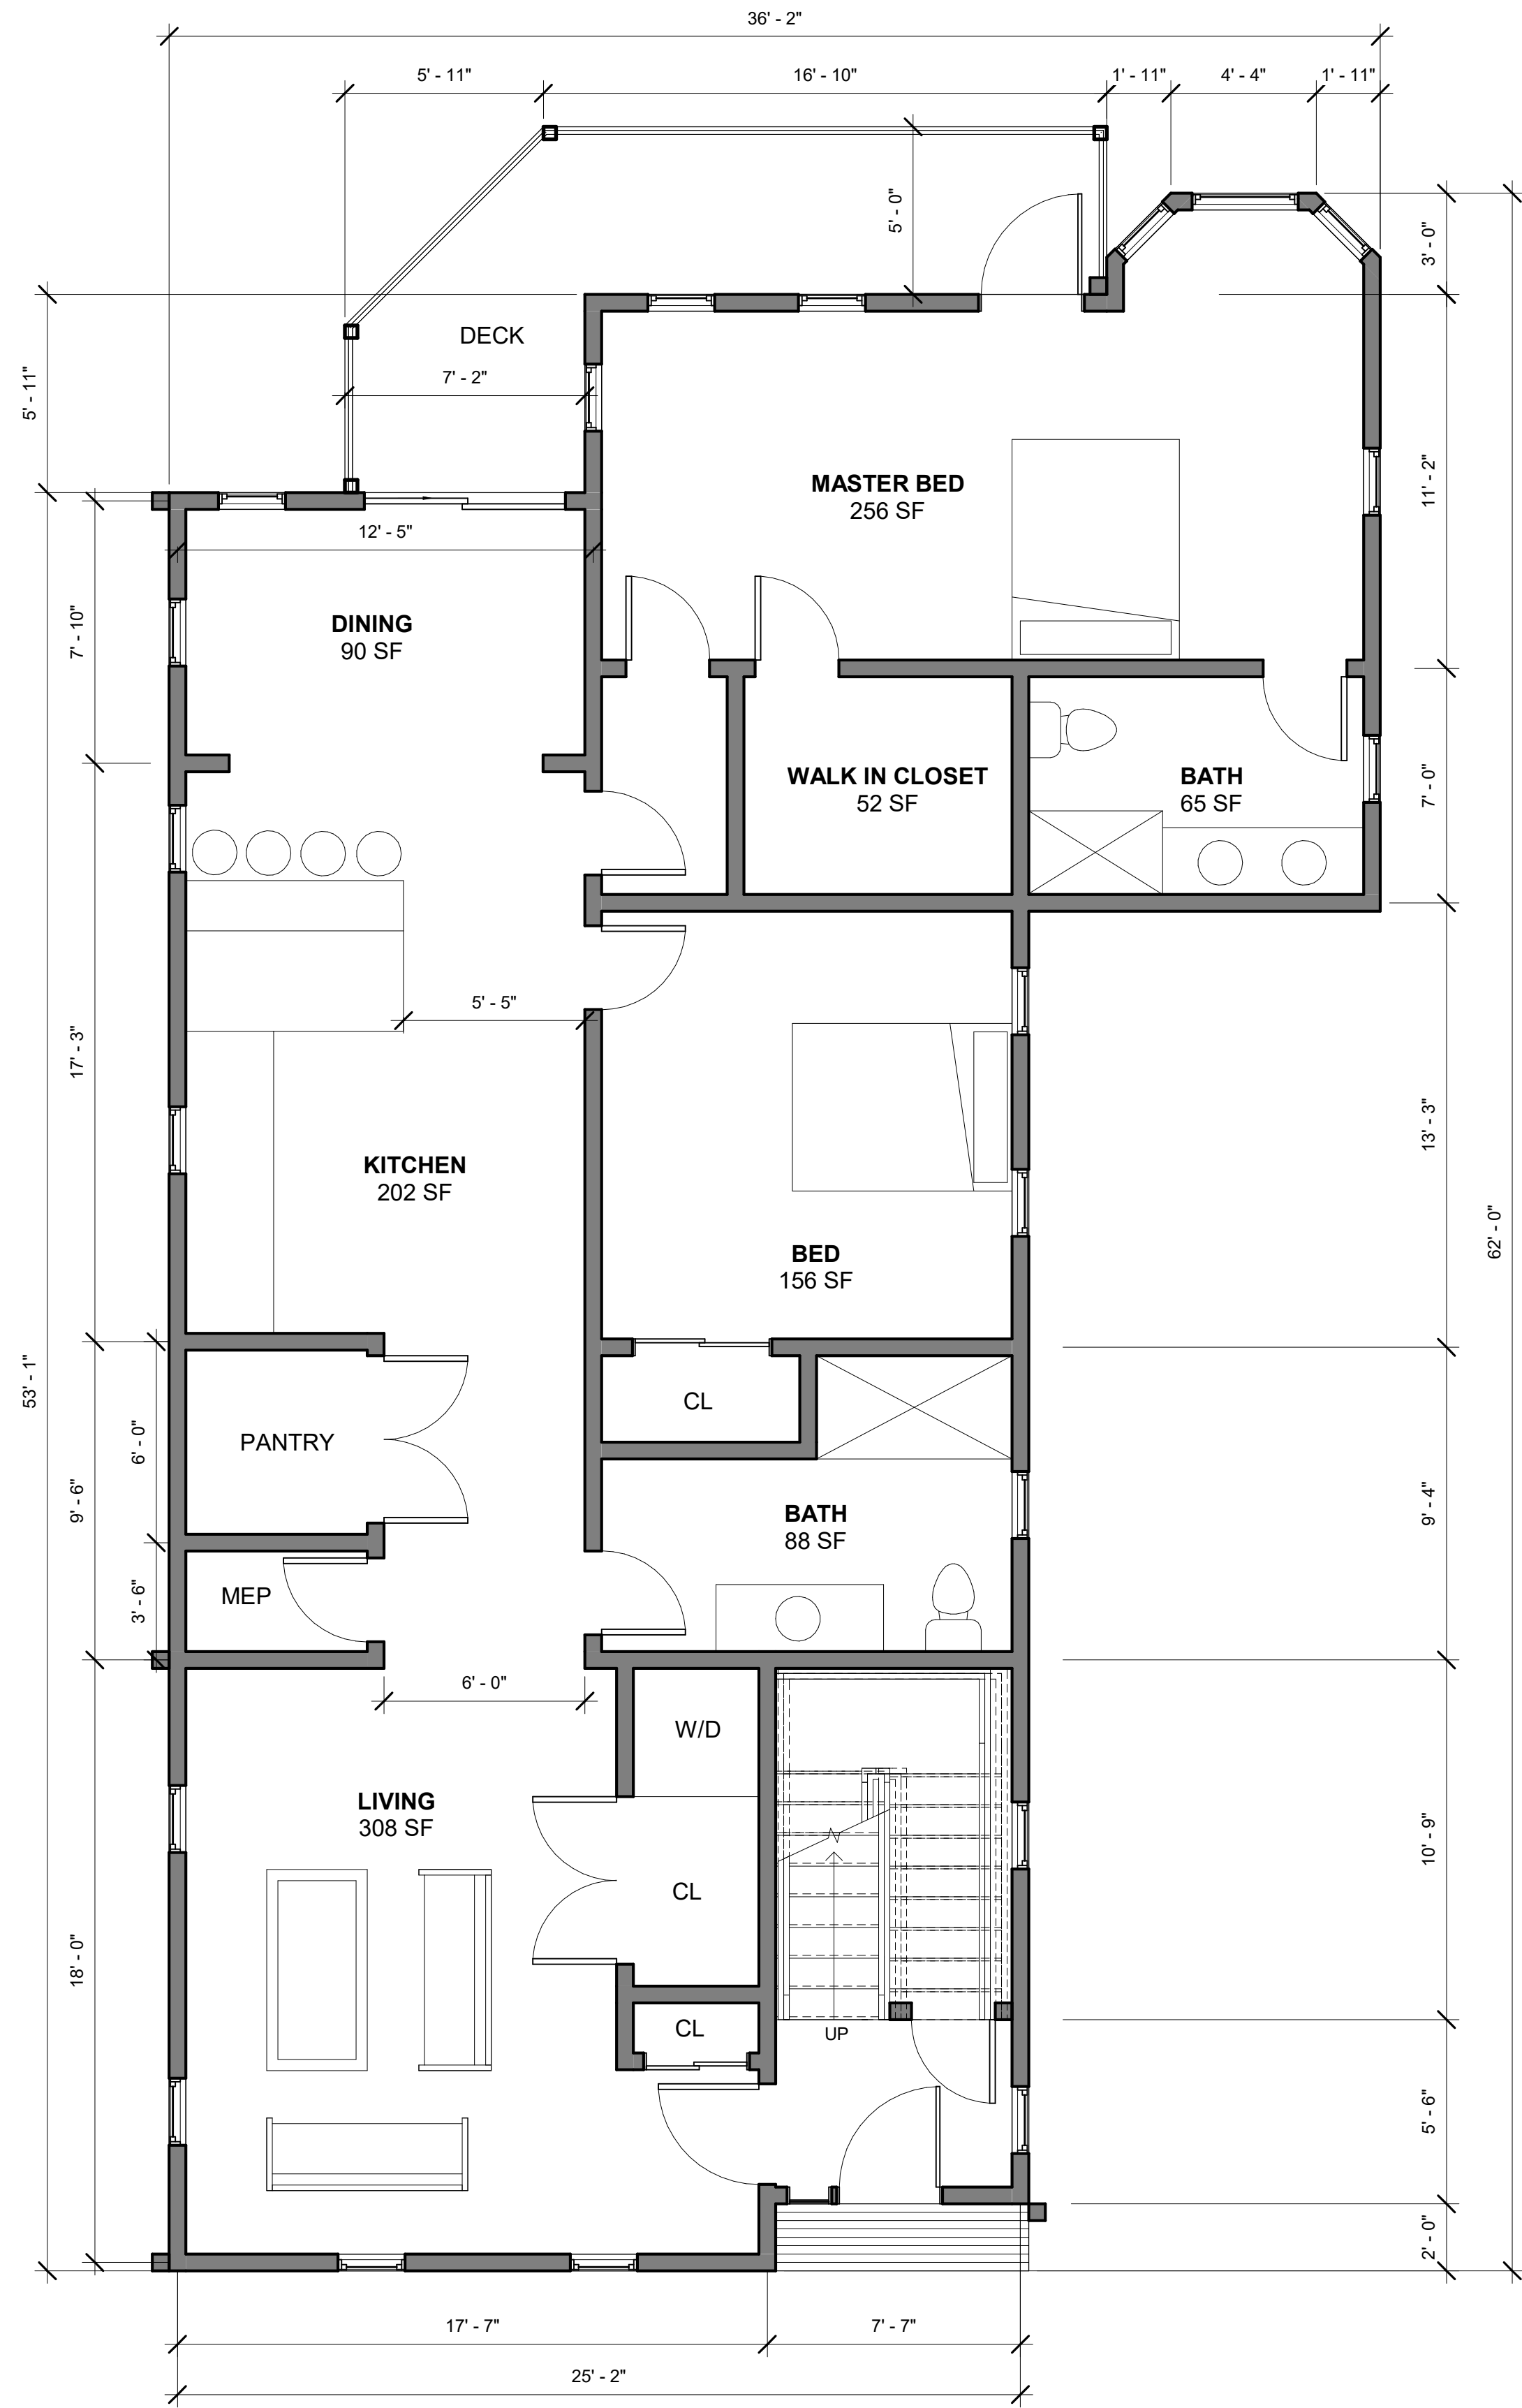 36' - 2"
5' - 11"
16' - 10"
1' - 11"
4' - 4"
1' - 11"
5' - 0"
3' - 0"
DECK
7' - 2"
5' - 11"
MASTER BED
256 SF
11' - 2"
12' - 5"
DINING
90 SF
7' - 10"
WALK IN CLOSET
52 SF
BATH
65 SF
7' - 0"
5' - 5"
17' - 3"
KITCHEN
202 SF
13' - 3"
62' - 0"
BED
156 SF
53' - 1"
CL
PANTRY
6' - 0"
9' - 6"
BATH
88 SF
9' - 4"
MEP
3' - 6"
6' - 0"
W/D
LIVING
308 SF
10' - 9"
CL
18' - 0"
CL
UP
5' - 6"
2' - 0"
17' - 7"
7' - 7"
25' - 2"